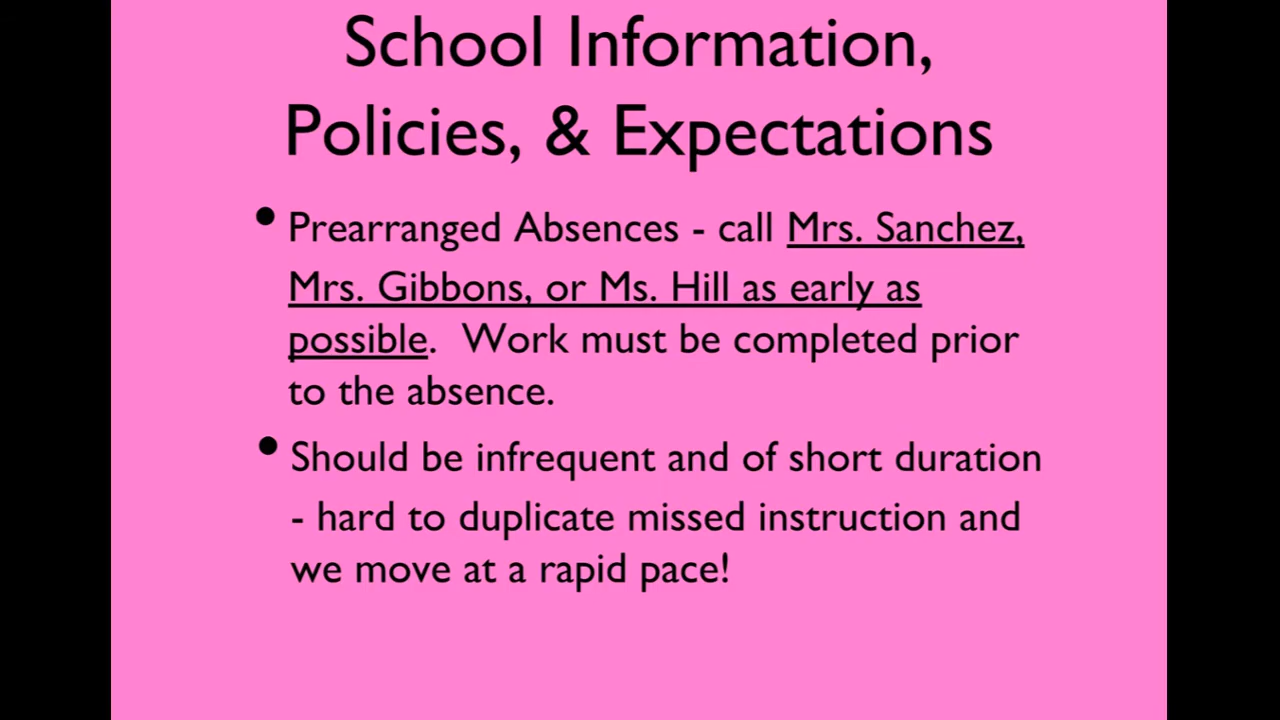 School Information,
Policies, & Expectations
• Prearranged Absences - call Mrs. Sanchez,
Mrs. Gibbons, or Ms. Hill as early as
possible.  Work must be completed prior
to the absence.
• Should be infrequent and of short duration
- hard to duplicate missed instruction and
we move at a rapid pace!